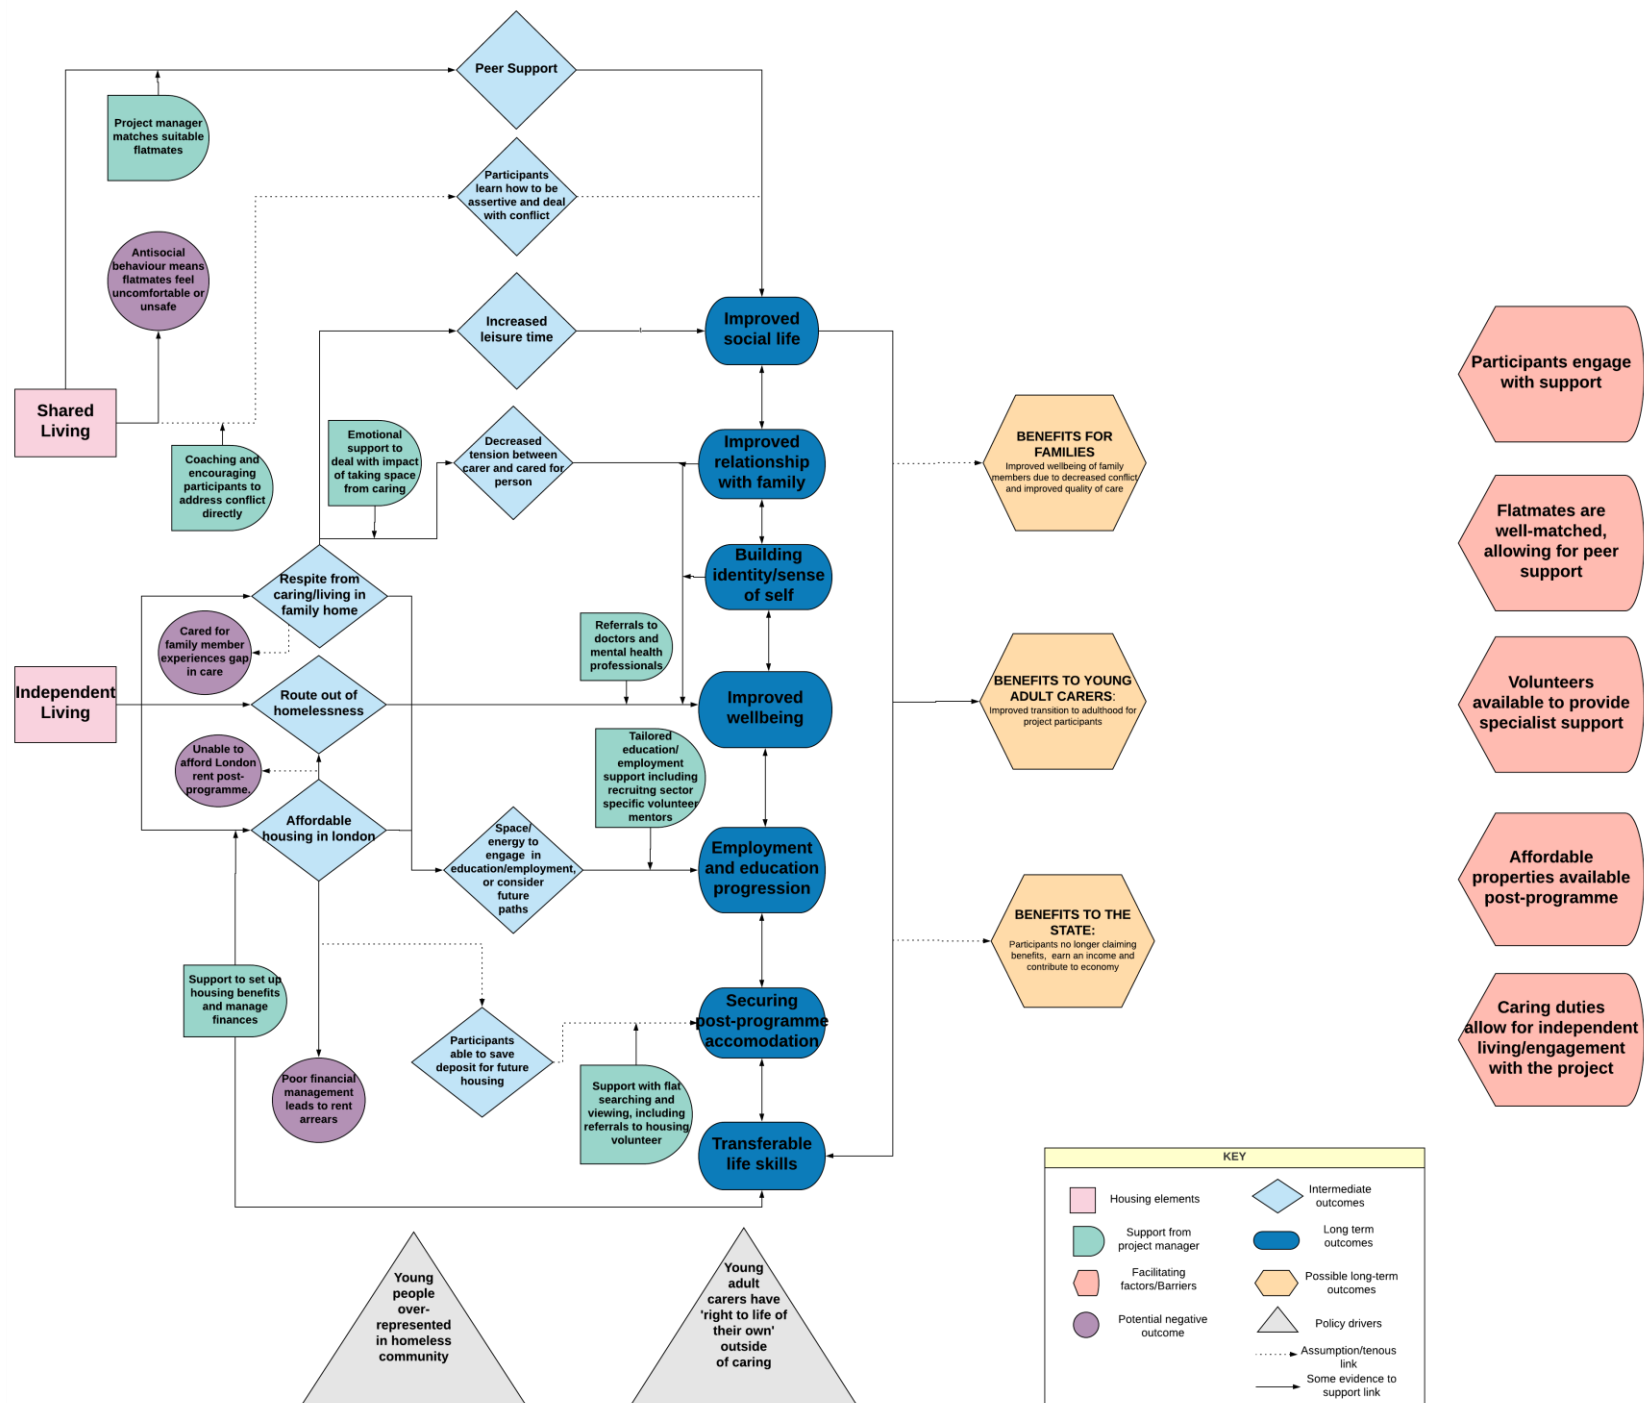 Peer Support
Project manager
matches suitable
flatmates
Participants
learn how to be
assertive and deal
with conflict
Antisocial
behaviour means
flatmates feel
uncomfortable or
unsafe
Increased
leisure time
Improved
social life
Participants engage
with support
Shared
Living
Emotional
support to
deal with impact
of taking space
from caring
Decreased
tension between
carer and cared for
person
Improved
relationship
with family
BENEFITS FOR
FAMILIES
Improved wellbeing of family
members due to decreased conflict
and improved quality of care
Coaching and
encouraging
participants to
address conflict
directly
Flatmates are
well-matched,
allowing for peer
support
Respite from
caring/living in
family home
Building
identity/sense
of self
Cared for
family member
experiences gap
in care
Referrals to
doctors and
mental health
professionals
Independent
Living
Route out of
homelessness
Improved
wellbeing
BENEFITS TO YOUNG
ADULT CARERS:
Improved transition to adulthood for
project participants
Volunteers
available to provide
specialist support
Unable to
afford London
rent post-
programme.
Tailored
education/
employment
support including
recruitng sector
specific volunteer
mentors
Affordable
housing in london
Space/
energy to
engage in
education/employment,
or consider
future
paths
Employment
and education
progression
Affordable
properties available
post-programme
BENEFITS TO THE
STATE:
Participants no longer claiming
benefits, earn an income and
contribute to economy
Support to set up
housing benefits
and manage
finances
Participants
able to save
deposit for future
housing
Securing
post-programme
accomodation
Caring duties
allow for independent
living/engagement
with the project
Poor financial
management
leads to rent
arrears
Support with flat
searching and
viewing, including
referrals to housing
volunteer
Transferable
life skills
Young
people
over-
represented
in homeless
community
Young
adult
carers have
'right to life of
their own'
outside
of caring
KEY
Housing elements
Intermediate
outcomes
Support from
project manager
Long term
outcomes
Facilitating
factors/Barriers
Possible long-term
outcomes
Potential negative
outcome
Policy drivers
Assumption/tenous
link
Some evidence to
support link